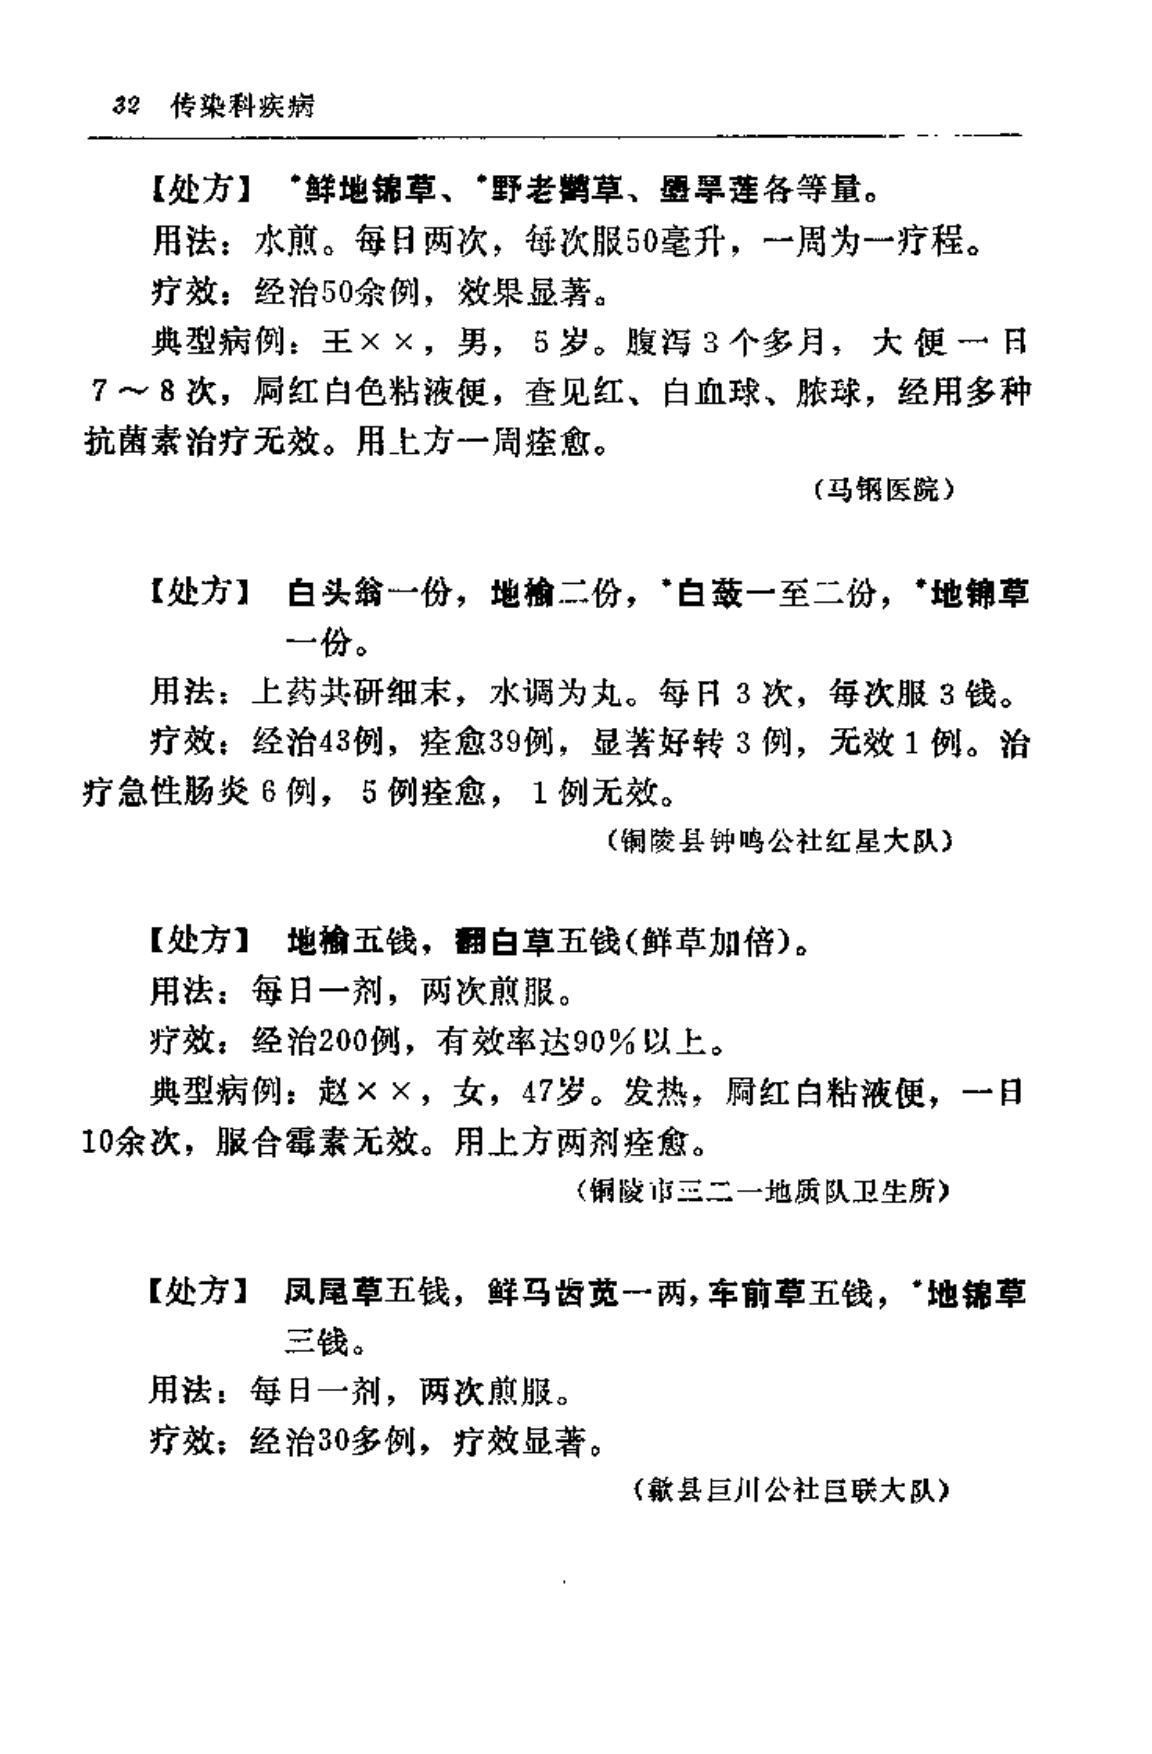 32 传染科疾病
【处方】 *鲜地锦草、*野老鹳草、墨旱莲各等量。
用法：水煎。每日两次，每次服50毫升，一周为一疗程。
疗效：经治50余例，效果显著。
典型病例：王××，男，5岁。腹泻3个多月，大便一日
7～8次，屙红白色粘液便，查见红、白血球、脓球，经用多种
抗菌素治疗无效。用上方一周痊愈。
（马钢医院）
【处方】 白头翁一份，地榆二份，*白蔹一至二份，*地锦草
一份。
用法：上药共研细末，水调为丸。每日3次，每次服3钱。
疗效：经治43例，痊愈39例，显著好转3例，无效1例。治
疗急性肠炎6例，5例痊愈，1例无效。
（铜陵县钟鸣公社红星大队）
【处方】 地榆五钱，翻白草五钱(鲜草加倍)。
用法：每日一剂，两次煎服。
疗效：经治200例，有效率达90%以上。
典型病例：赵××，女，47岁。发热，屙红白粘液便，一日
10余次，服合霉素无效。用上方两剂痊愈。
（铜陵市三二一地质队卫生所）
【处方】 凤尾草五钱，鲜马齿苋一两，车前草五钱，*地锦草
三钱。
用法：每日一剂，两次煎服。
疗效：经治30多例，疗效显著。
（歙县巨川公社巨联大队）